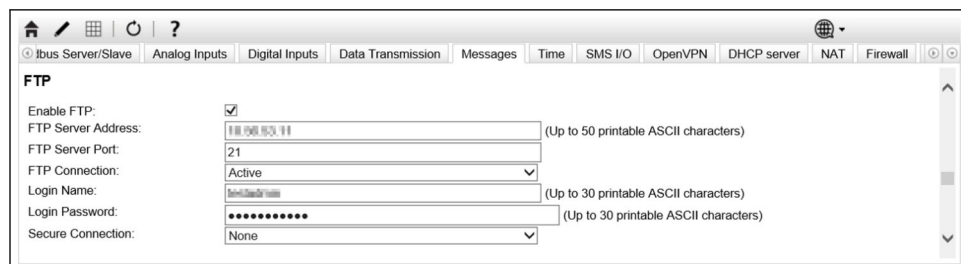 ?
dbus Server/Slave Analog Inputs Digital Inputs Data Transmission Messages Time SMS I/O OpenVPN DHCP server NAT Firewall
FTP
Enable FTP:
FTP Server Address: (Up to 50 printable ASCII characters)
FTP Server Port: 21
FTP Connection: Active
Login Name: (Up to 30 printable ASCII characters)
Login Password: ●●●●●●●●●●● (Up to 30 printable ASCII characters)
Secure Connection: None